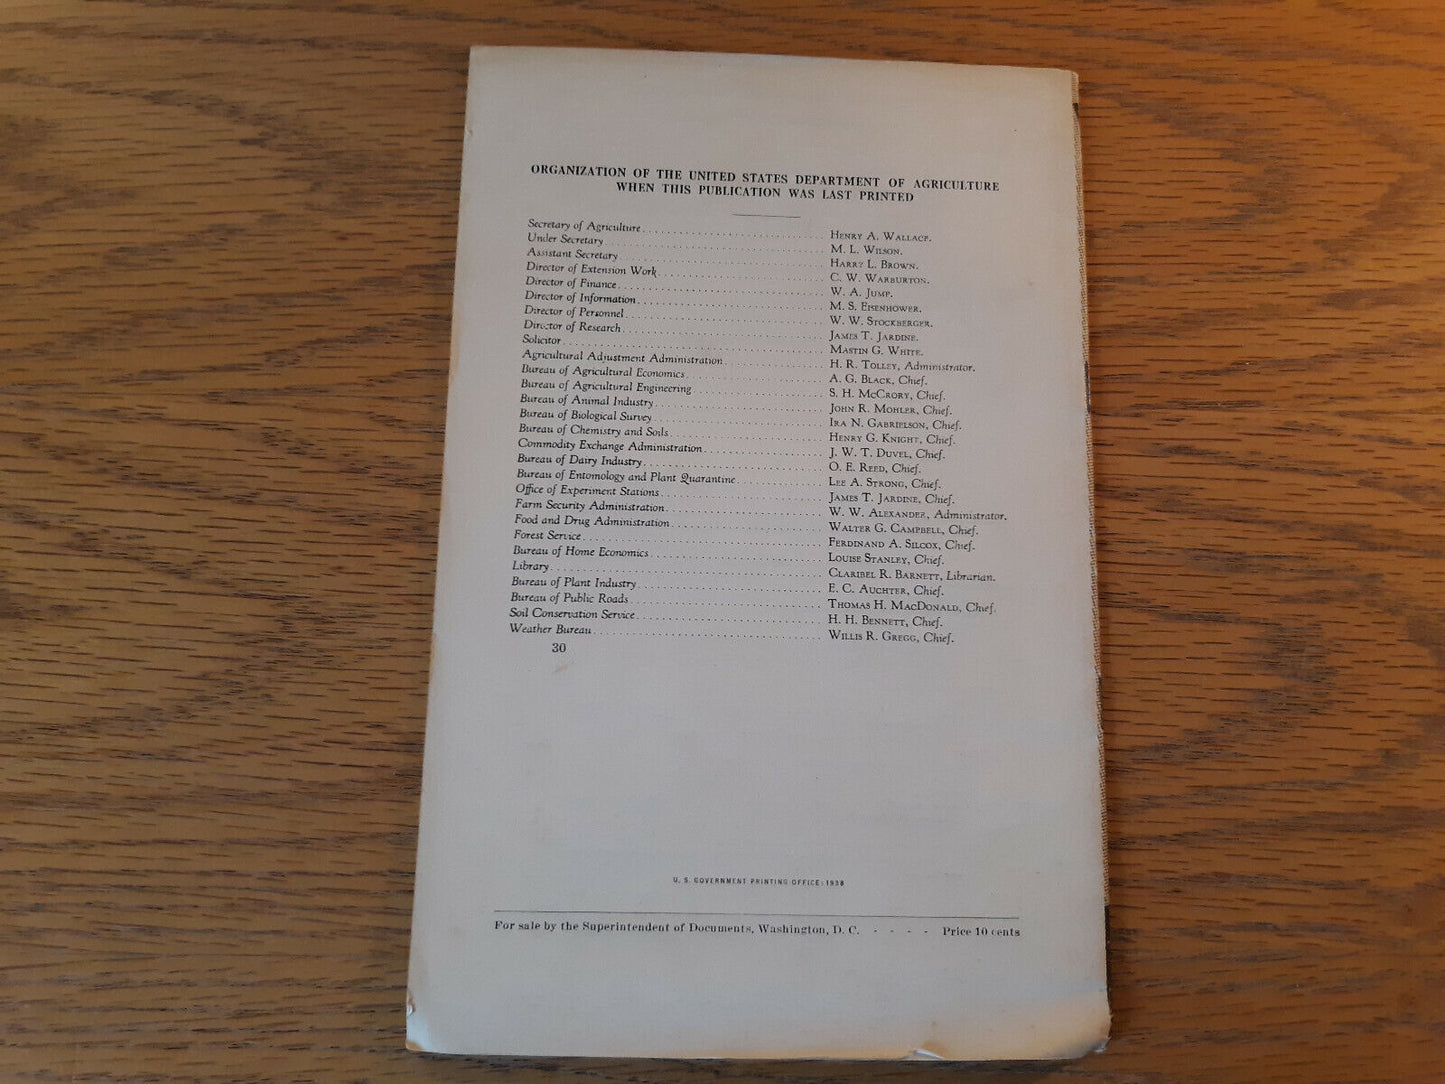 ORGANIZATION OF THE UNITED STATES DEPARTMENT OF AGRICULTURE
WHEN THIS PUBLICATION WAS LAST PRINTED
Secretary of Agriculture Henry A. Wallace.
Under Secretary M. L. Wilson.
Assistant Secretary Harry L. Brown.
Director of Extension Work C. W. Warburton.
Director of Finance W. A. Jump.
Director of Information M. S. Eisenhower.
Director of Personnel W. W. Stockberger.
Director of Research James T. Jardine.
Solicitor Mastin G. White.
Agricultural Adjustment Administration H. R. Tolley, Administrator.
Bureau of Agricultural Economics A. G. Black, Chief.
Bureau of Agricultural Engineering S. H. McCrory, Chief.
Bureau of Animal Industry John R. Mohler, Chief.
Bureau of Biological Survey Ira N. Gabrielson, Chief.
Bureau of Chemistry and Soils Henry G. Knight, Chief.
Commodity Exchange Administration J. W. T. Duvel, Chief.
Bureau of Dairy Industry O. E. Reed, Chief.
Bureau of Entomology and Plant Quarantine Lee A. Strong, Chief.
Office of Experiment Stations James T. Jardine, Chief.
Farm Security Administration W. W. Alexander, Administrator.
Food and Drug Administration Walter G. Campbell, Chief.
Forest Service Ferdinand A. Silcox, Chief.
Bureau of Home Economics Louise Stanley, Chief.
Library Claribel R. Barnett, Librarian.
Bureau of Plant Industry E. C. Auchter, Chief.
Bureau of Public Roads Thomas H. MacDonald, Chief.
Soil Conservation Service H. H. Bennett, Chief.
Weather Bureau Willis R. Gregg, Chief.
30
U. S. GOVERNMENT PRINTING OFFICE: 1938
For sale by the Superintendent of Documents, Washington, D. C. - - - - Price 10 cents